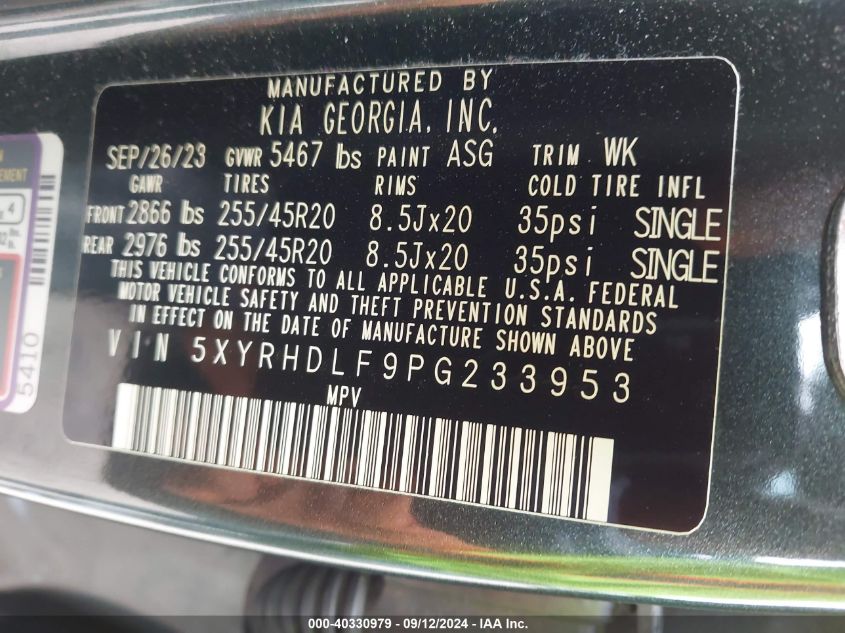 MANUFACTURED BY
KIA GEORGIA, INC.
SEP/26/23 GVWR 5467 lbs PAINT ASG TRIM WK
GAWR TIRES RIMS COLD TIRE INFL
FRONT 2866 lbs 255/45R20 8.5Jx20 35psi SINGLE
REAR 2976 lbs 255/45R20 8.5Jx20 35psi SINGLE
THIS VEHICLE CONFORMS TO ALL APPLICABLE U.S.A. FEDERAL
MOTOR VEHICLE SAFETY AND THEFT PREVENTION STANDARDS
IN EFFECT ON THE DATE OF MANUFACTURE SHOWN ABOVE
VIN 5XYRHDLF9PG233953
MPV
5410
000-40330979 - 09/12/2024 - IAA Inc.